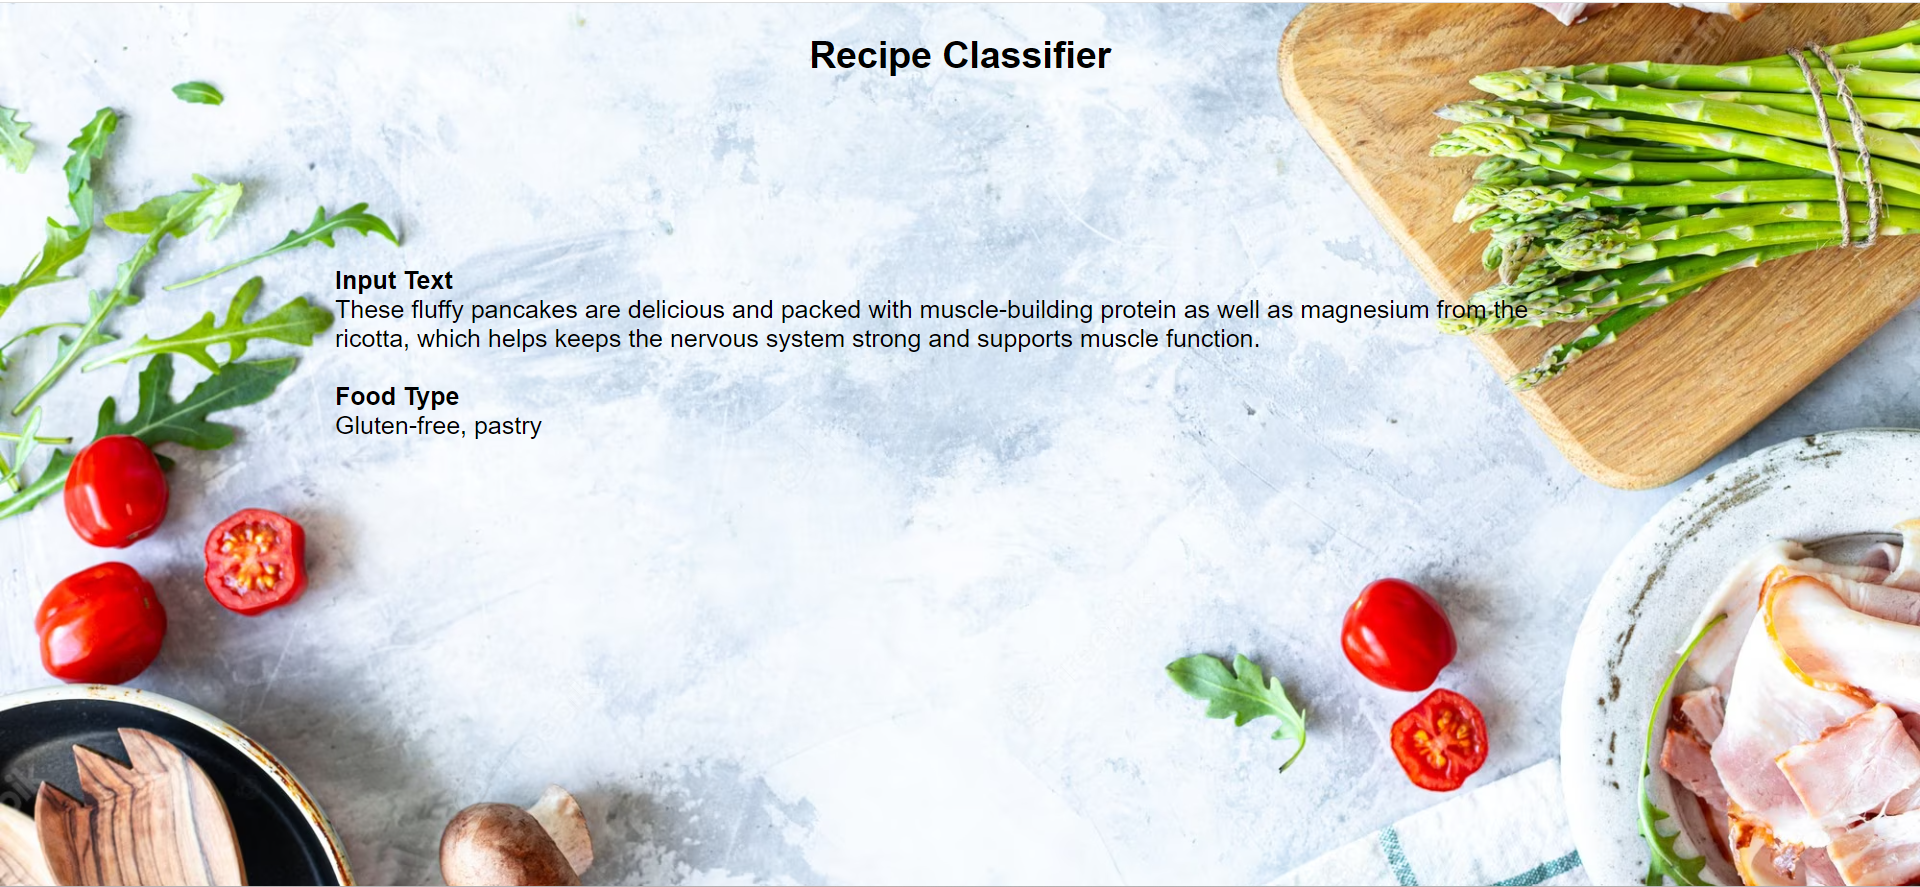 Recipe Classifier
Input Text
These fluffy pancakes are delicious and packed with muscle-building protein as well as magnesium from the
ricotta, which helps keeps the nervous system strong and supports muscle function.
Food Type
Gluten-free, pastry